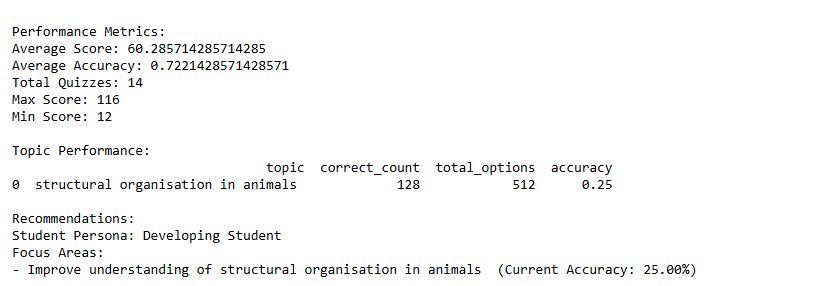 Performance Metrics:
Average Score: 60.285714285714285
Average Accuracy: 0.7221428571428571
Total Quizzes: 14
Max Score: 116
Min Score: 12
Topic Performance:
topic correct_count total_options accuracy
0 structural organisation in animals 128 512 0.25
Recommendations:
Student Persona: Developing Student
Focus Areas:
- Improve understanding of structural organisation in animals (Current Accuracy: 25.00%)